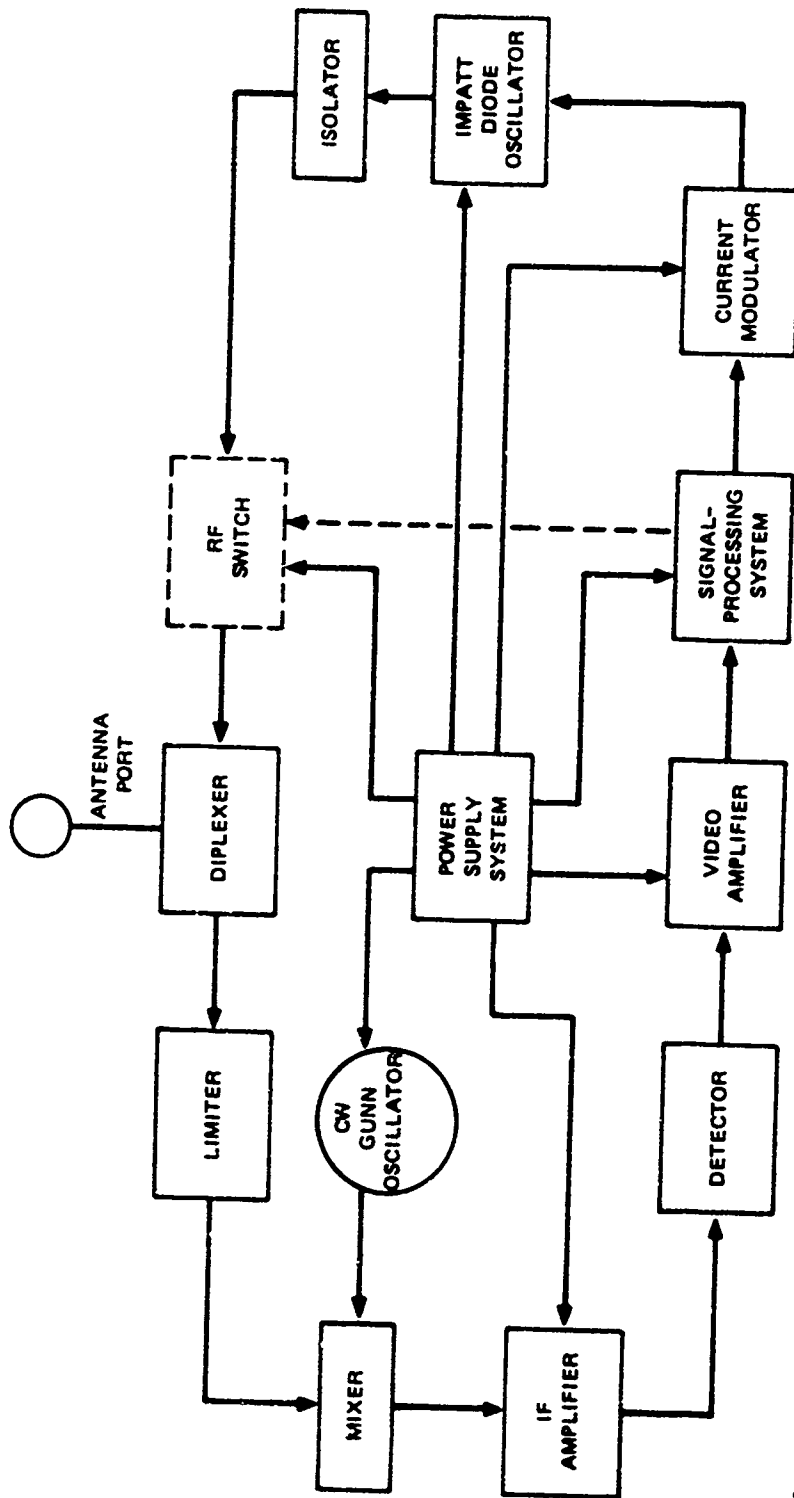 ANTENNA
PORT
LIMITER
DIPLEXER
RF
SWITCH
ISOLATOR
MIXER
CW
GUNN
OSCILLATOR
POWER
SUPPLY
SYSTEM
IMPATT
DIODE
OSCILLATOR
IF
AMPLIFIER
DETECTOR
VIDEO
AMPLIFIER
SIGNAL-
PROCESSING
SYSTEM
CURRENT
MODULATOR